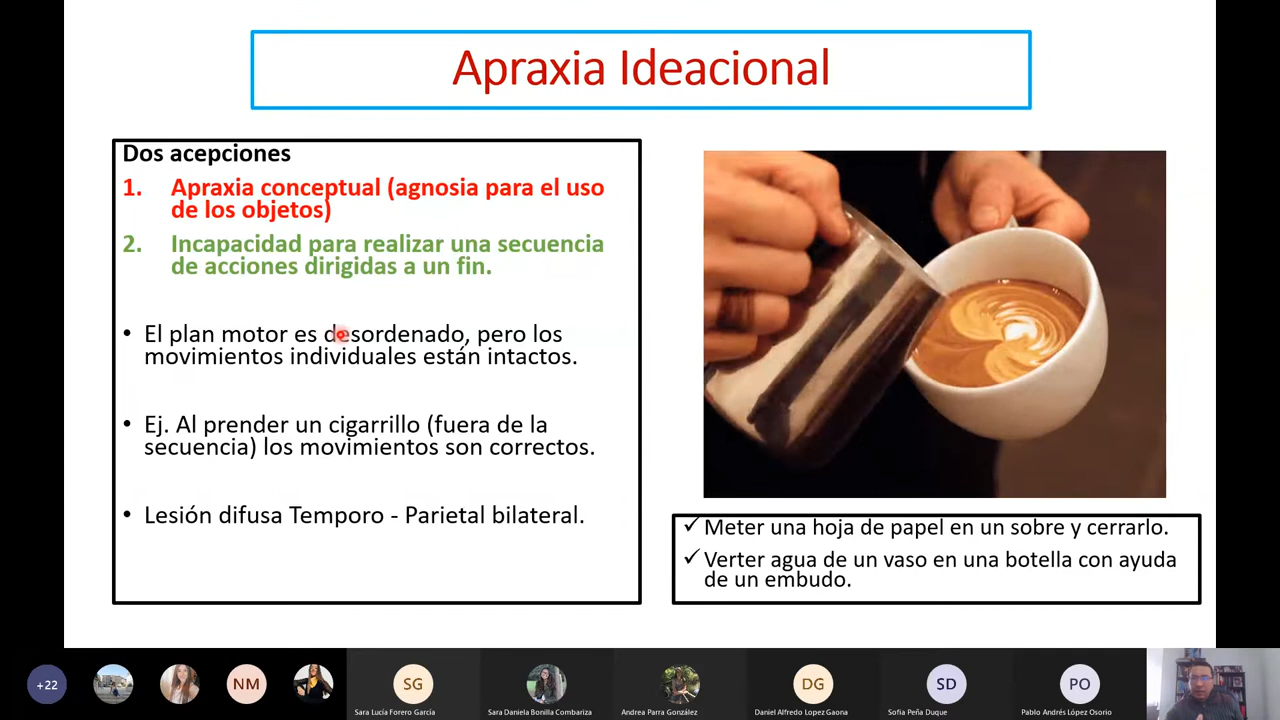 Apraxia Ideacional
Dos acepciones
1. Apraxia conceptual (agnosia para el uso
de los objetos)
2. Incapacidad para realizar una secuencia
de acciones dirigidas a un fin.
• El plan motor es desordenado, pero los
movimientos individuales están intactos.
• Ej. Al prender un cigarrillo (fuera de la
secuencia) los movimientos son correctos.
• Lesión difusa Temporo - Parietal bilateral.
✓ Meter una hoja de papel en un sobre y cerrarlo.
✓ Verter agua de un vaso en una botella con ayuda
de un embudo.
+22
NM
SG
DG
SD
PO
Sara Lucía Forero García
Sara Daniela Bonilla Combariza
Andrea Parra González
Daniel Alfredo Lopez Gaona
Sofia Peña Duque
Pablo Andrés López Osorio